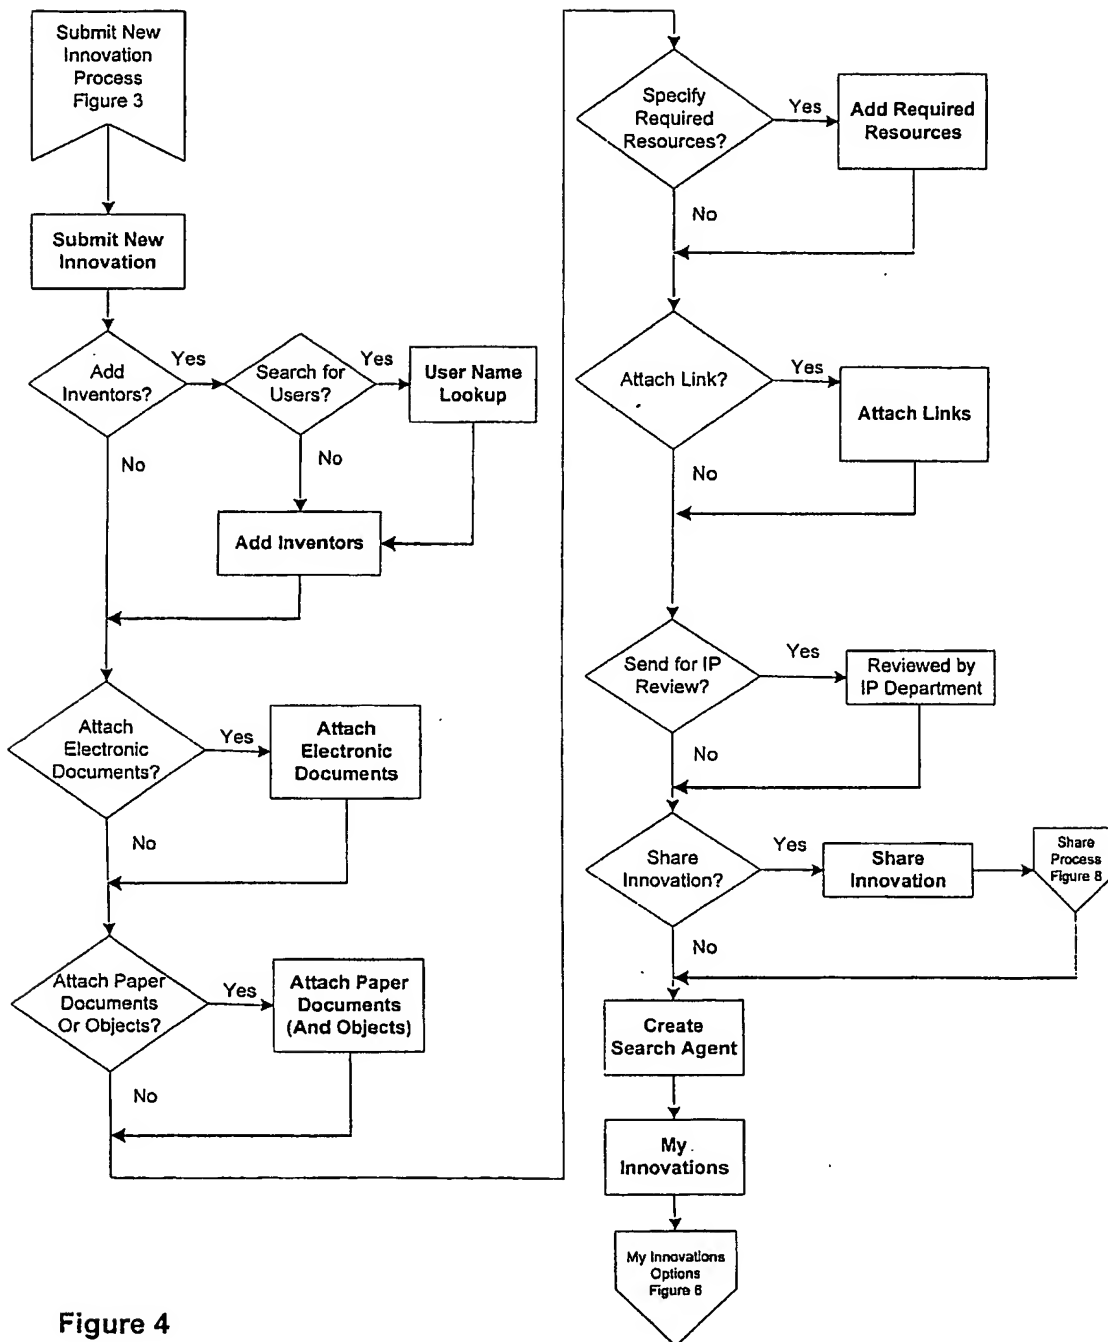 Submit New
Innovation
Process
Figure 3
Submit New
Innovation
Add
Inventors?
Yes
Search for
Users?
Yes
User Name
Lookup
No
No
Add Inventors
Attach
Electronic
Documents?
Yes
Attach
Electronic
Documents
No
Attach Paper
Documents
Or Objects?
Yes
Attach Paper
Documents
(And Objects)
No
Specify
Required
Resources?
Yes
Add Required
Resources
No
Attach Link?
Yes
Attach Links
No
Send for IP
Review?
Yes
Reviewed by
IP Department
No
Share
Innovation?
Yes
Share
Innovation
Share
Process
Figure 8
No
Create
Search Agent
My
Innovations
My Innovations
Options
Figure 6
Figure 4